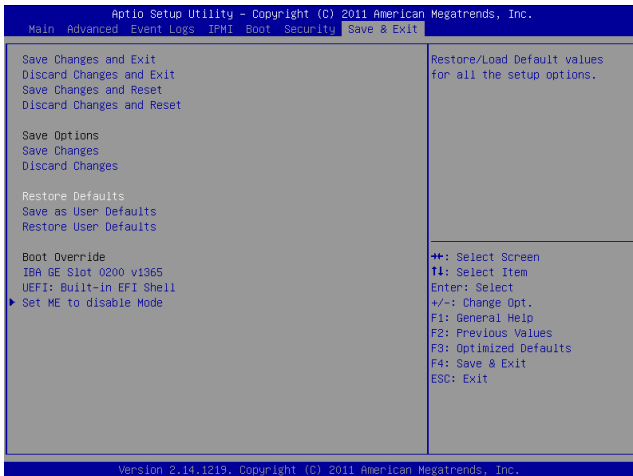 Aptio Setup Utility – Copyright (C) 2011 American Megatrends, Inc.
Main Advanced Event Logs IPMI Boot Security Save & Exit
Save Changes and Exit
Discard Changes and Exit
Save Changes and Reset
Discard Changes and Reset
Save Options
Save Changes
Discard Changes
Restore Defaults
Save as User Defaults
Restore User Defaults
Boot Override
IBA GE Slot 0200 v1365
UEFI: Built-in EFI Shell
Set ME to disable Mode
Restore/Load Default values
for all the setup options.
→←: Select Screen
↑↓: Select Item
Enter: Select
+/-: Change Opt.
F1: General Help
F2: Previous Values
F3: Optimized Defaults
F4: Save & Exit
ESC: Exit
Version 2.14.1219. Copyright (C) 2011 American Megatrends, Inc.